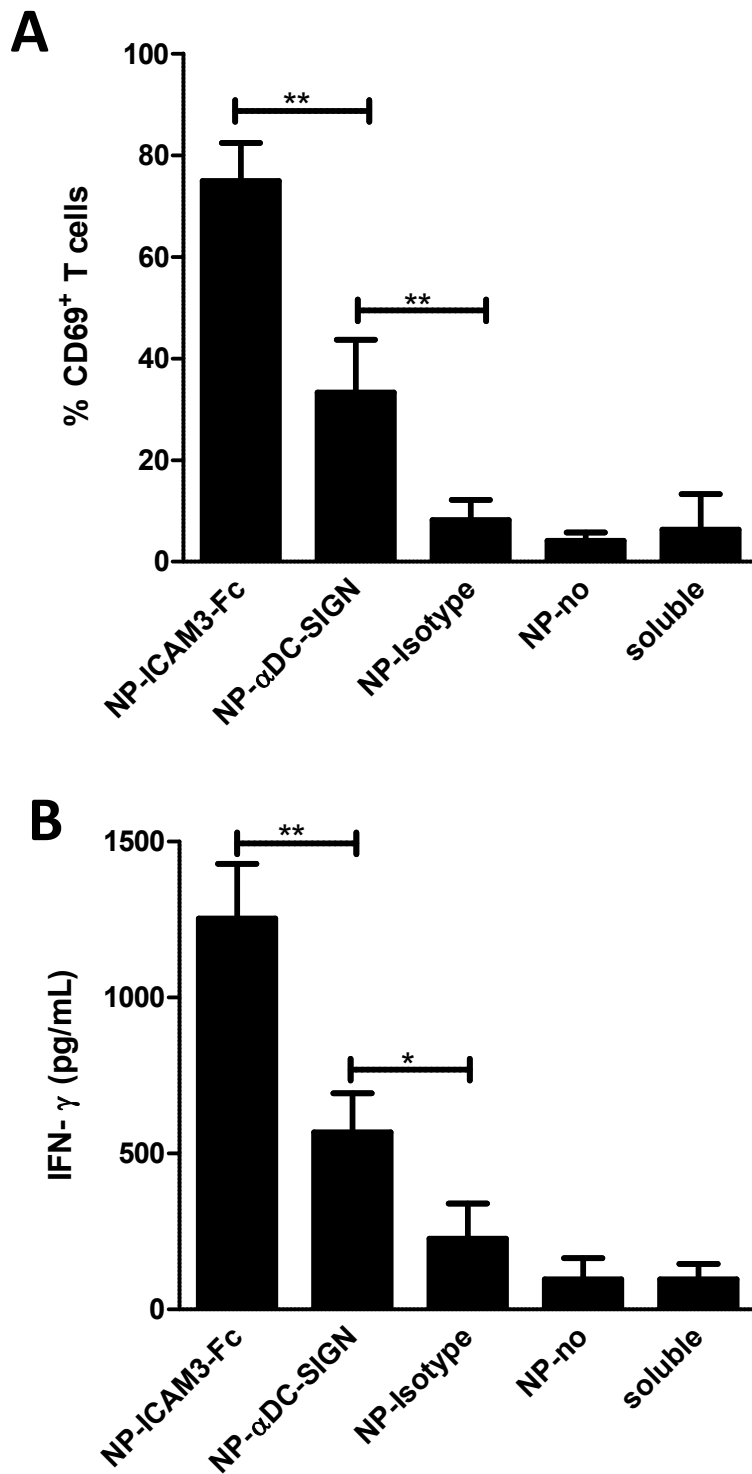 A
% CD69+ T cells
100
80
60
40
20
0
**
**
NP-ICAM3-Fc
NP-αDC-SIGN
NP-Isotype
NP-no
soluble
B
IFN- γ (pg/mL)
1500
1000
500
0
**
*
NP-ICAM3-Fc
NP-αDC-SIGN
NP-Isotype
NP-no
soluble